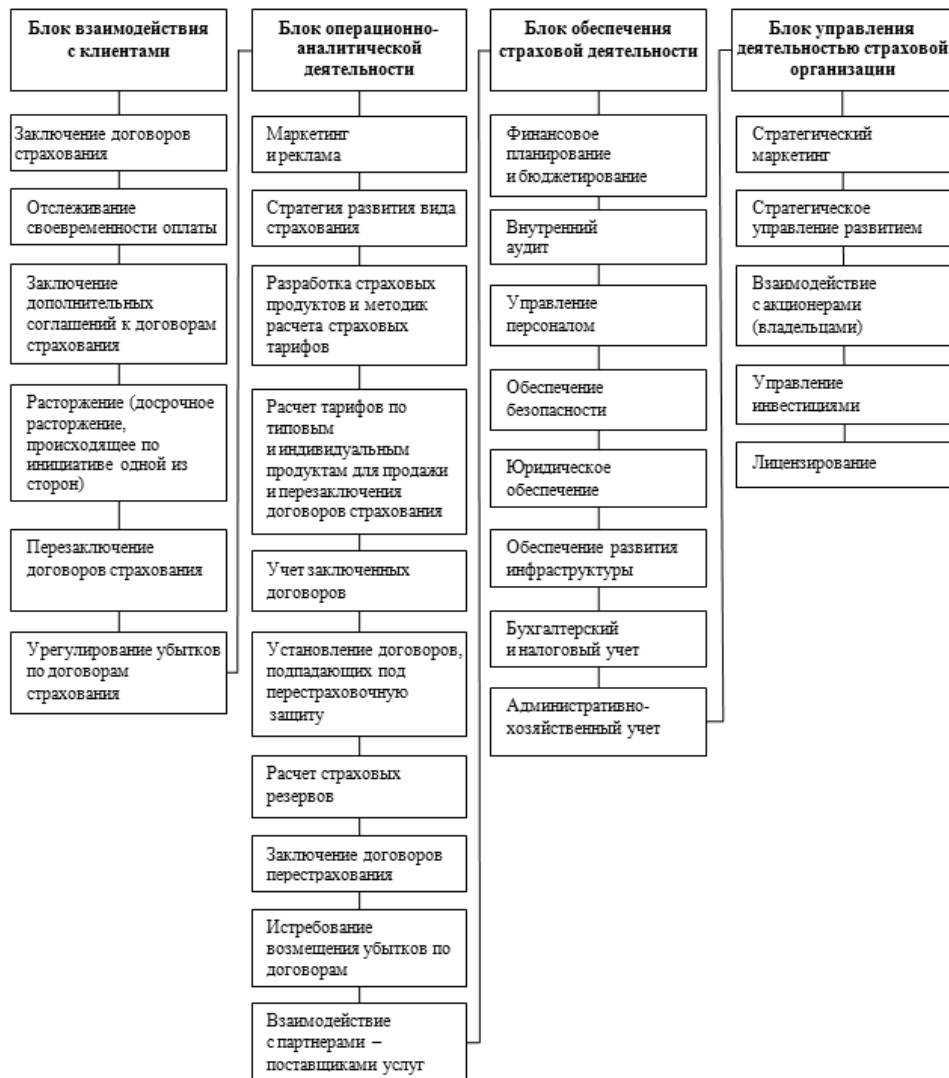 Блок взаимодействия
с клиентами
Заключение договоров
страхования
Отслеживание
своевременности оплаты
Заключение
дополнительных
соглашений к договорам
страхования
Расторжение (досрочное
расторжение,
происходящее по
инициативе одной из
сторон)
Перезаключение
договоров страхования
Урегулирование убытков
по договорам
страхования
Блок операционно-
аналитической
деятельности
Маркетинг
и реклама
Стратегия развития вида
страхования
Разработка страховых
продуктов и методик
расчета страховых
тарифов
Расчет тарифов по
типовым
и индивидуальным
продуктам для продажи
и перезаключения
договоров страхования
Учет заключенных
договоров
Установление договоров,
подпадающих под
перестраховочную
защиту
Расчет страховых
резервов
Заключение договоров
перестрахования
Истребование
возмещения убытков по
договорам
Взаимодействие
с партнерами –
поставщиками услуг
Блок обеспечения
страховой деятельности
Финансовое
планирование
и бюджетирование
Внутренний
аудит
Управление
персоналом
Обеспечение
безопасности
Юридическое
обеспечение
Обеспечение развития
инфраструктуры
Бухгалтерский
и налоговый учет
Административно-
хозяйственный учет
Блок управления
деятельностью страховой
организации
Стратегический
маркетинг
Стратегическое
управление развитием
Взаимодействие
с акционерами
(владельцами)
Управление
инвестициями
Лицензирование